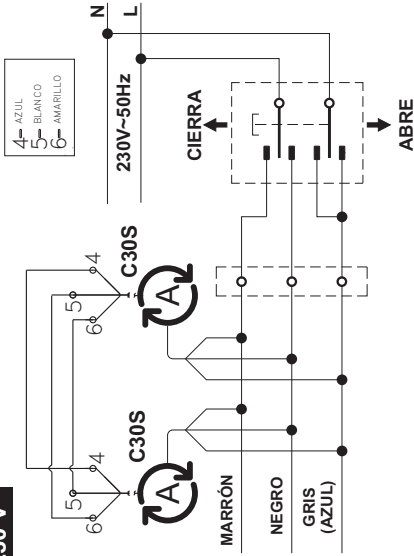 4 AZUL
5 BLANCO
6 AMARILLO
N
L
230V~50Hz
CIERRA
ABRE
4
5
6
C30S
A
4
5
6
C30S
A
MARRÓN
NEGRO
GRIS
(AZUL)